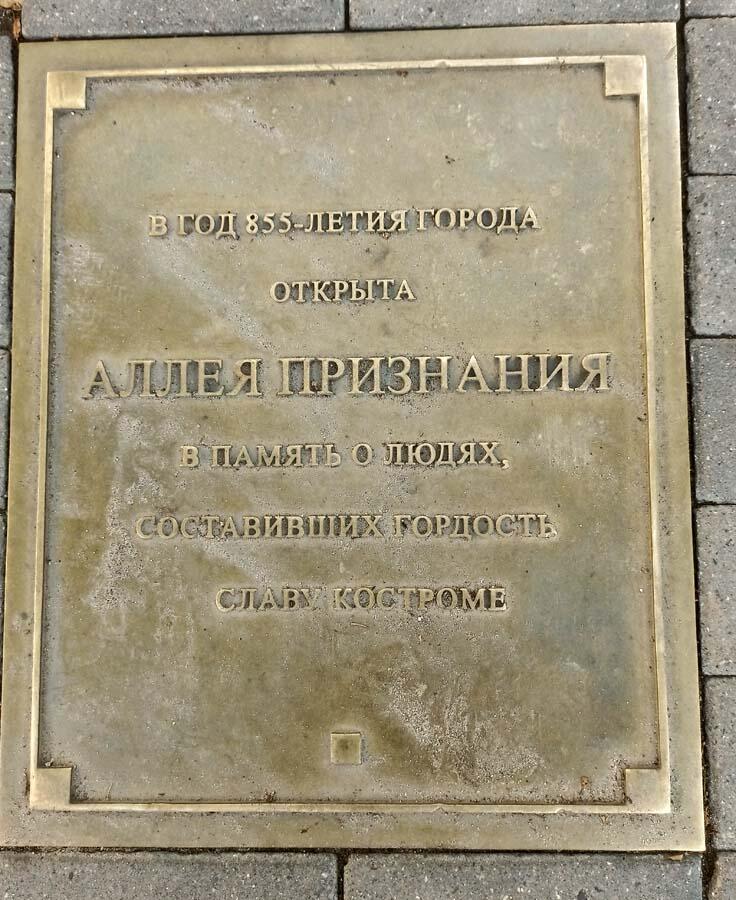 В ГОД 855-ЛЕТИЯ ГОРОДА
ОТКРЫТА
АЛЛЕЯ ПРИЗНАНИЯ
В ПАМЯТЬ О ЛЮДЯХ,
СОСТАВИВШИХ ГОРДОСТЬ
СЛАВУ КОСТРОМЕ